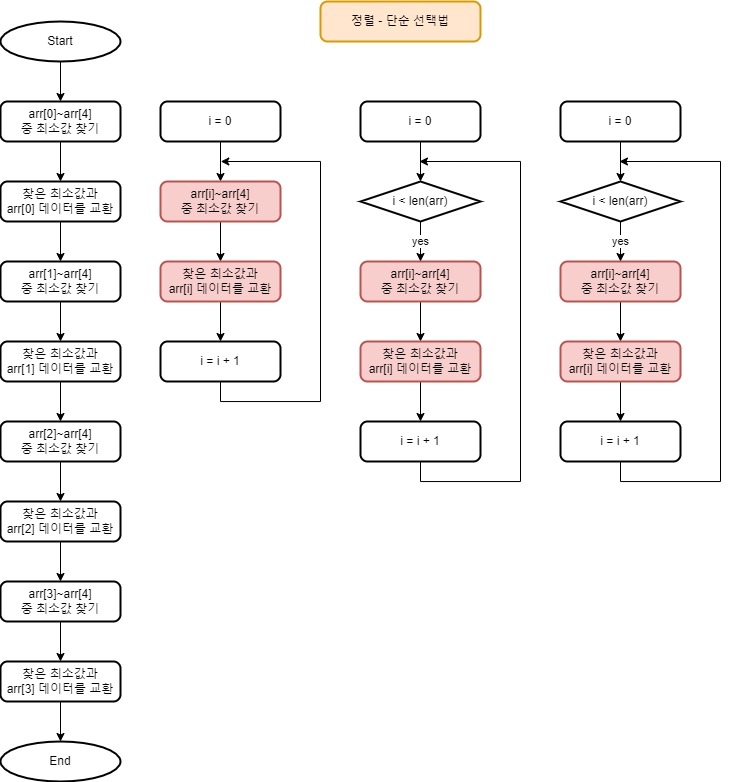 정렬 - 단순 선택법
Start
arr[0]~arr[4]
중 최소값 찾기
찾은 최소값과
arr[0] 데이터를 교환
arr[1]~arr[4]
중 최소값 찾기
찾은 최소값과
arr[1] 데이터를 교환
arr[2]~arr[4]
중 최소값 찾기
찾은 최소값과
arr[2] 데이터를 교환
arr[3]~arr[4]
중 최소값 찾기
찾은 최소값과
arr[3] 데이터를 교환
End
i = 0
arr[i]~arr[4]
중 최소값 찾기
찾은 최소값과
arr[i] 데이터를 교환
i = i + 1
i = 0
i < len(arr)
yes
arr[i]~arr[4]
중 최소값 찾기
찾은 최소값과
arr[i] 데이터를 교환
i = i + 1
i = 0
i < len(arr)
yes
arr[i]~arr[4]
중 최소값 찾기
찾은 최소값과
arr[i] 데이터를 교환
i = i + 1